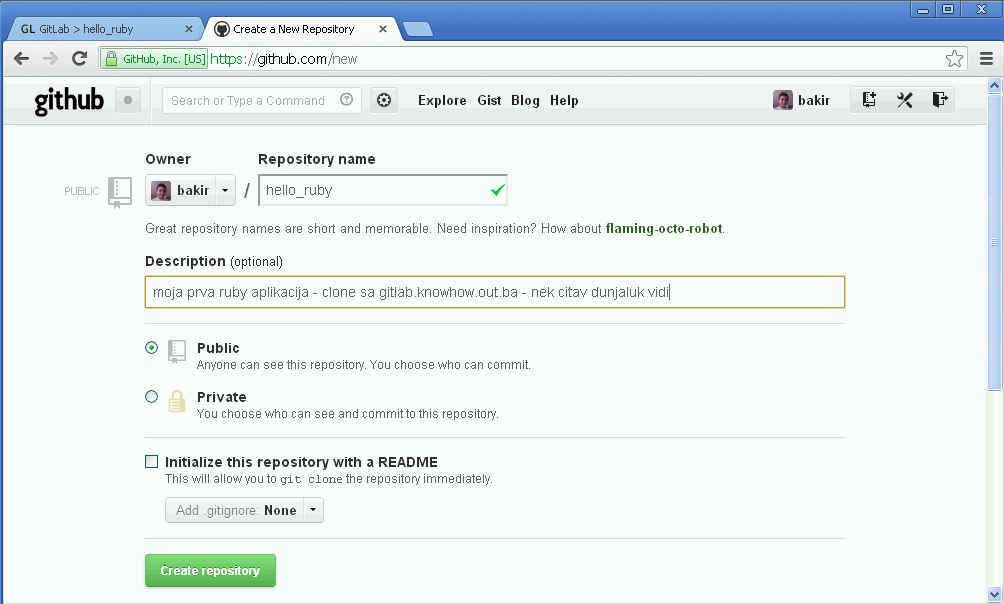 GL GitLab > hello_ruby
Create a New Repository
GitHub, Inc. [US] https://github.com/new
github
Search or Type a Command
Explore Gist Blog Help
bakir
Owner
Repository name
PUBLIC
bakir / hello_ruby
Great repository names are short and memorable. Need inspiration? How about flaming-octo-robot.
Description (optional)
moja prva ruby aplikacija - clone sa gitlab.knowhow.out.ba - nek citav dunjaluk vidi
Public
Anyone can see this repository. You choose who can commit.
Private
You choose who can see and commit to this repository.
Initialize this repository with a README
This will allow you to git clone the repository immediately.
Add .gitignore: None
Create repository